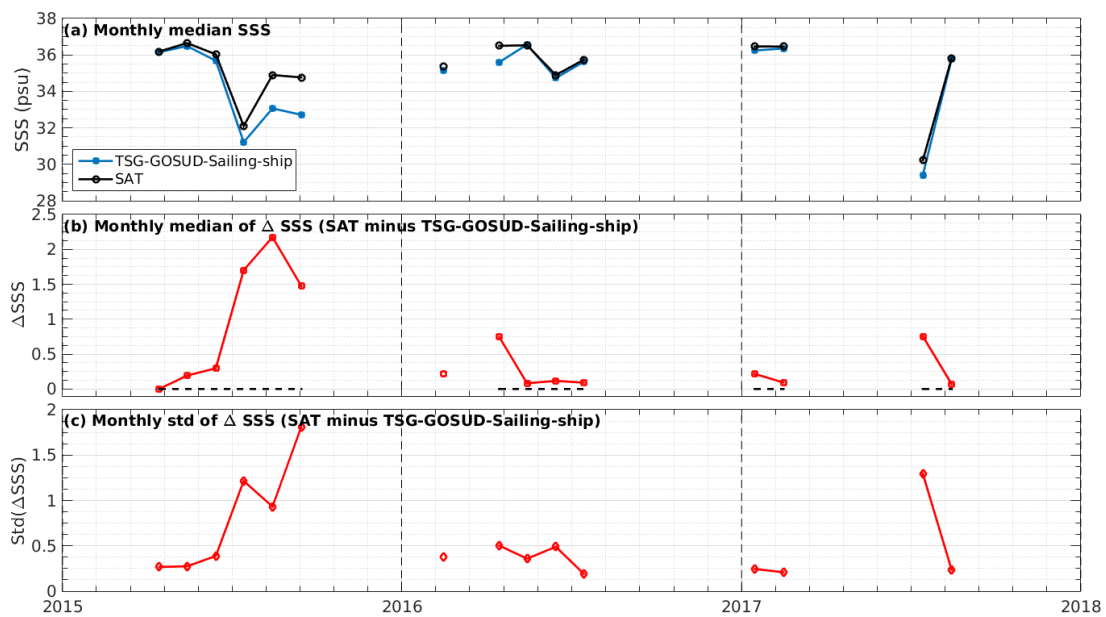 (a) Monthly median SSS
38
36
34
32
30
28
SSS (psu)
TSG-GOSUD-Sailing-ship
SAT
(b) Monthly median of Δ SSS (SAT minus TSG-GOSUD-Sailing-ship)
2.5
2
1.5
1
0.5
0
ΔSSS
(c) Monthly std of Δ SSS (SAT minus TSG-GOSUD-Sailing-ship)
2
1.5
1
0.5
0
Std(ΔSSS)
2015 2016 2017 2018